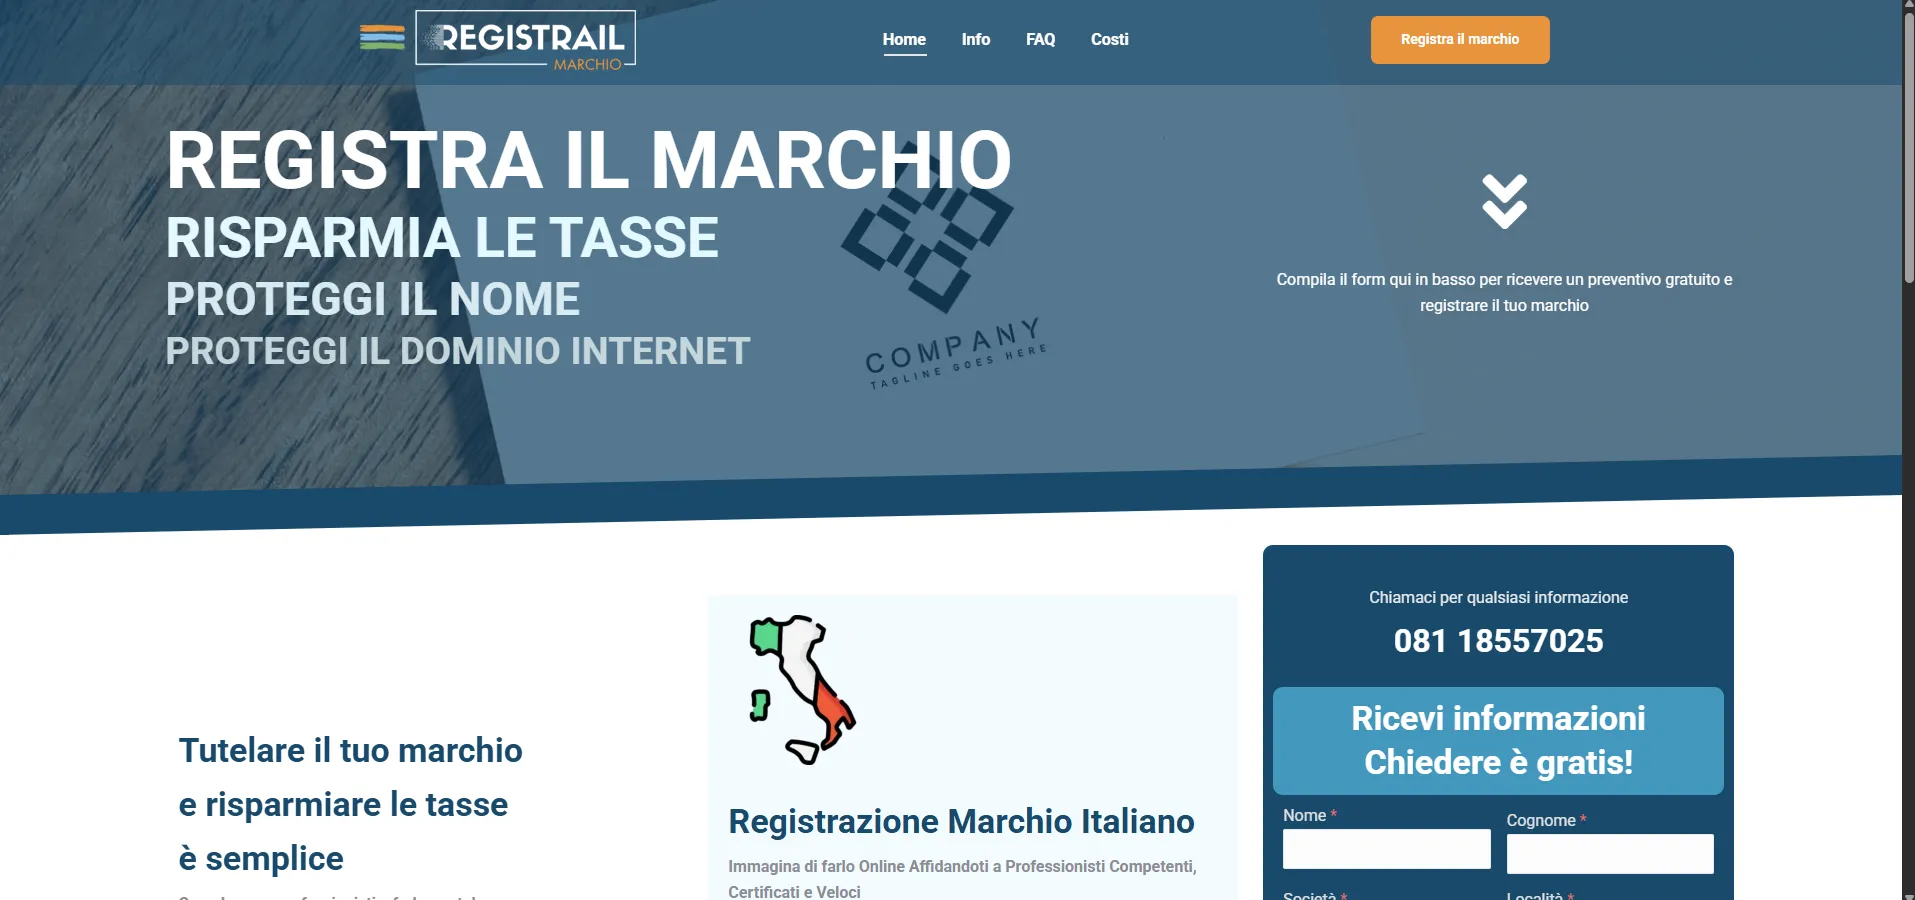 REGISTRAIL
MARCHIO
Home
Info
FAQ
Costi
Registra il marchio
REGISTRA IL MARCHIO
RISPARMIA LE TASSE
PROTEGGI IL NOME
PROTEGGI IL DOMINIO INTERNET
COMPANY
TAGLINE GOES HERE
Compila il form qui in basso per ricevere un preventivo gratuito e
registrare il tuo marchio
Tutelare il tuo marchio
e risparmiare le tasse
è semplice
Registrazione Marchio Italiano
Immagina di farlo Online Affidandoti a Professionisti Competenti,
Certificati e Veloci
Chiamaci per qualsiasi informazione
081 18557025
Ricevi informazioni
Chiedere è gratis!
Nome *
Cognome *
Società *
Località *